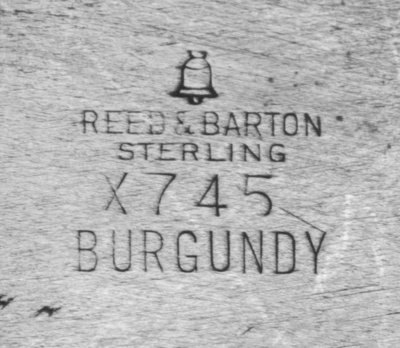 REED & BARTON
STERLING
X745
BURGUNDY